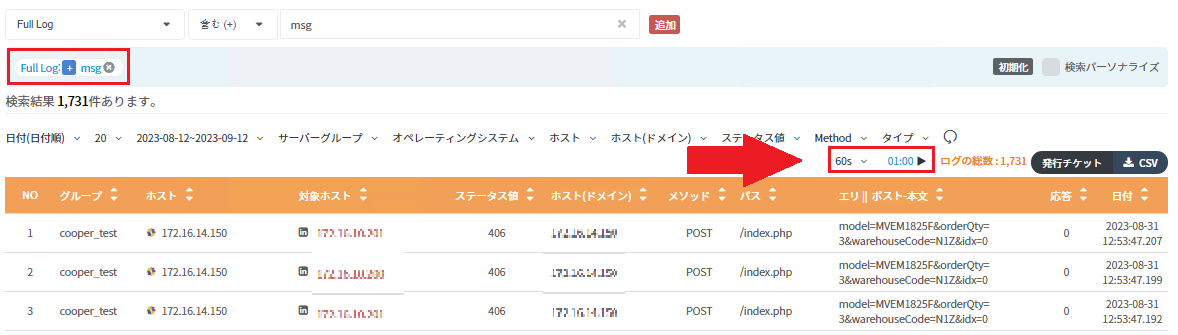 Full Log 含む (+) msg 追加
Full Log: + msg 初期化 検索パーソナライズ
検索結果 1,731件あります。
日付(日付順) 20 2023-08-12~2023-09-12 サーバーグループ オペレーティングシステム ホスト ホスト(ドメイン) ステータス値 Method タイプ
60s 01:00 ログの総数 : 1,731 発行チケット CSV
NO グループ ホスト 対象ホスト ステータス値 ホスト(ドメイン) メソッド パス エリ || ポスト-本文 応答 日付
1 cooper_test 172.16.14.150 406 POST /index.php model=MVEM1825F&orderQty= 0 2023-08-31
3&warehouseCode=N1Z&idx=0 12:53:47.207
2 cooper_test 172.16.14.150 406 POST /index.php model=MVEM1825F&orderQty= 0 2023-08-31
3&warehouseCode=N1Z&idx=0 12:53:47.199
3 cooper_test 172.16.14.150 406 POST /index.php model=MVEM1825F&orderQty= 0 2023-08-31
3&warehouseCode=N1Z&idx=0 12:53:47.192